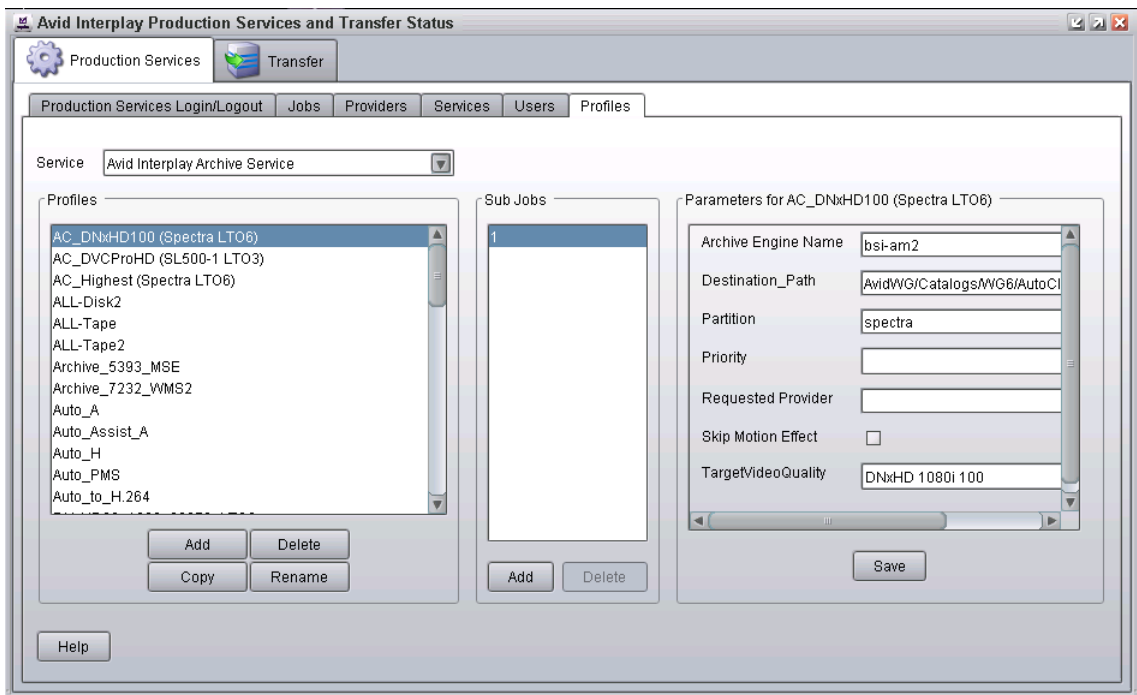 Avid Interplay Production Services and Transfer Status
Production Services
Transfer
Production Services Login/Logout
Jobs
Providers
Services
Users
Profiles
Service
Avid Interplay Archive Service
Profiles
AC_DNxHD100 (Spectra LTO6)
AC_DVCProHD (SL500-1 LTO3)
AC_Highest (Spectra LTO6)
ALL-Disk2
ALL-Tape
ALL-Tape2
Archive_5393_MSE
Archive_7232_WMS2
Auto_A
Auto_Assist_A
Auto_H
Auto_PMS
Auto_to_H.264
Add
Delete
Copy
Rename
Sub Jobs
1
Add
Delete
Parameters for AC_DNxHD100 (Spectra LTO6)
Archive Engine Name
bsi-am2
Destination_Path
AvidWG/Catalogs/WG6/AutoCl
Partition
spectra
Priority
Requested Provider
Skip Motion Effect
TargetVideoQuality
DNxHD 1080i 100
Save
Help